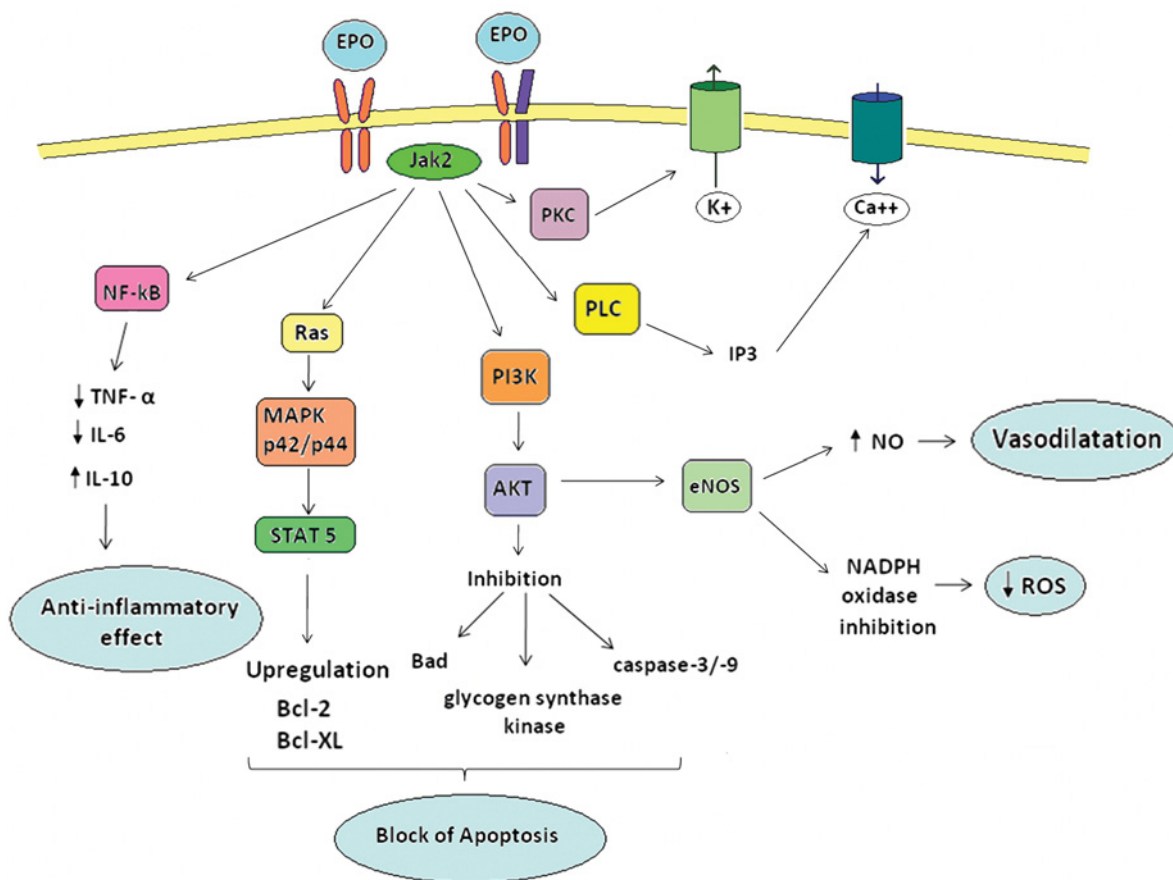 EPO
EPO
Jak2
PKC
K+
Ca++
NF-kB
PLC
Ras
IP3
PI3K
↓ TNF- α
↓ IL-6
↑ IL-10
MAPK
p42/p44
↑ NO
Vasodilatation
AKT
eNOS
STAT 5
NADPH
oxidase
inhibition
↓ ROS
Inhibition
Anti-inflammatory
effect
Bad
caspase-3/-9
glycogen synthase
kinase
Upregulation
Bcl-2
Bcl-XL
Block of Apoptosis